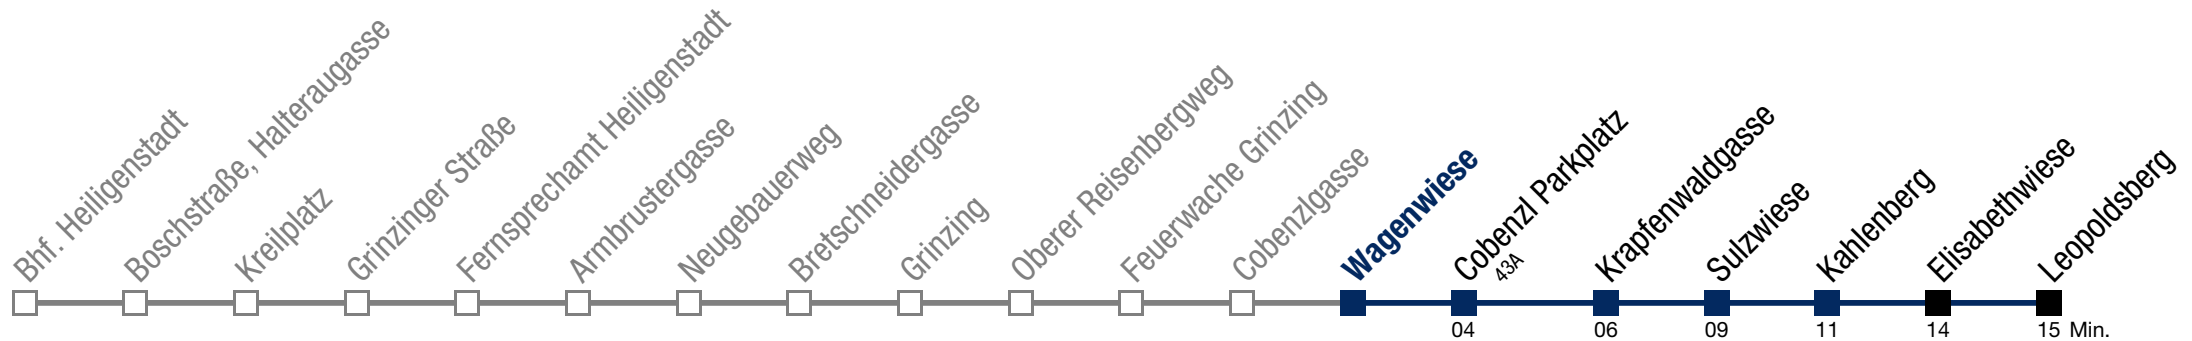 Bhf. Heiligenstadt
Boschstraße, Halteraugasse
Kreilplatz
Grinzinger Straße
Fernsprechamt Heiligenstadt
Armbrustergasse
Neugebauerweg
Bretschneidergasse
Grinzing
Oberer Reisenbergweg
Feuerwache Grinzing
Cobenzlgasse
Wagenwiese
Cobenzl Parkplatz
43A
Krapfenwaldgasse
Sulzwiese
Kahlenberg
Elisabethwiese
Leopoldsberg
04 06 09 11 14 15 Min.